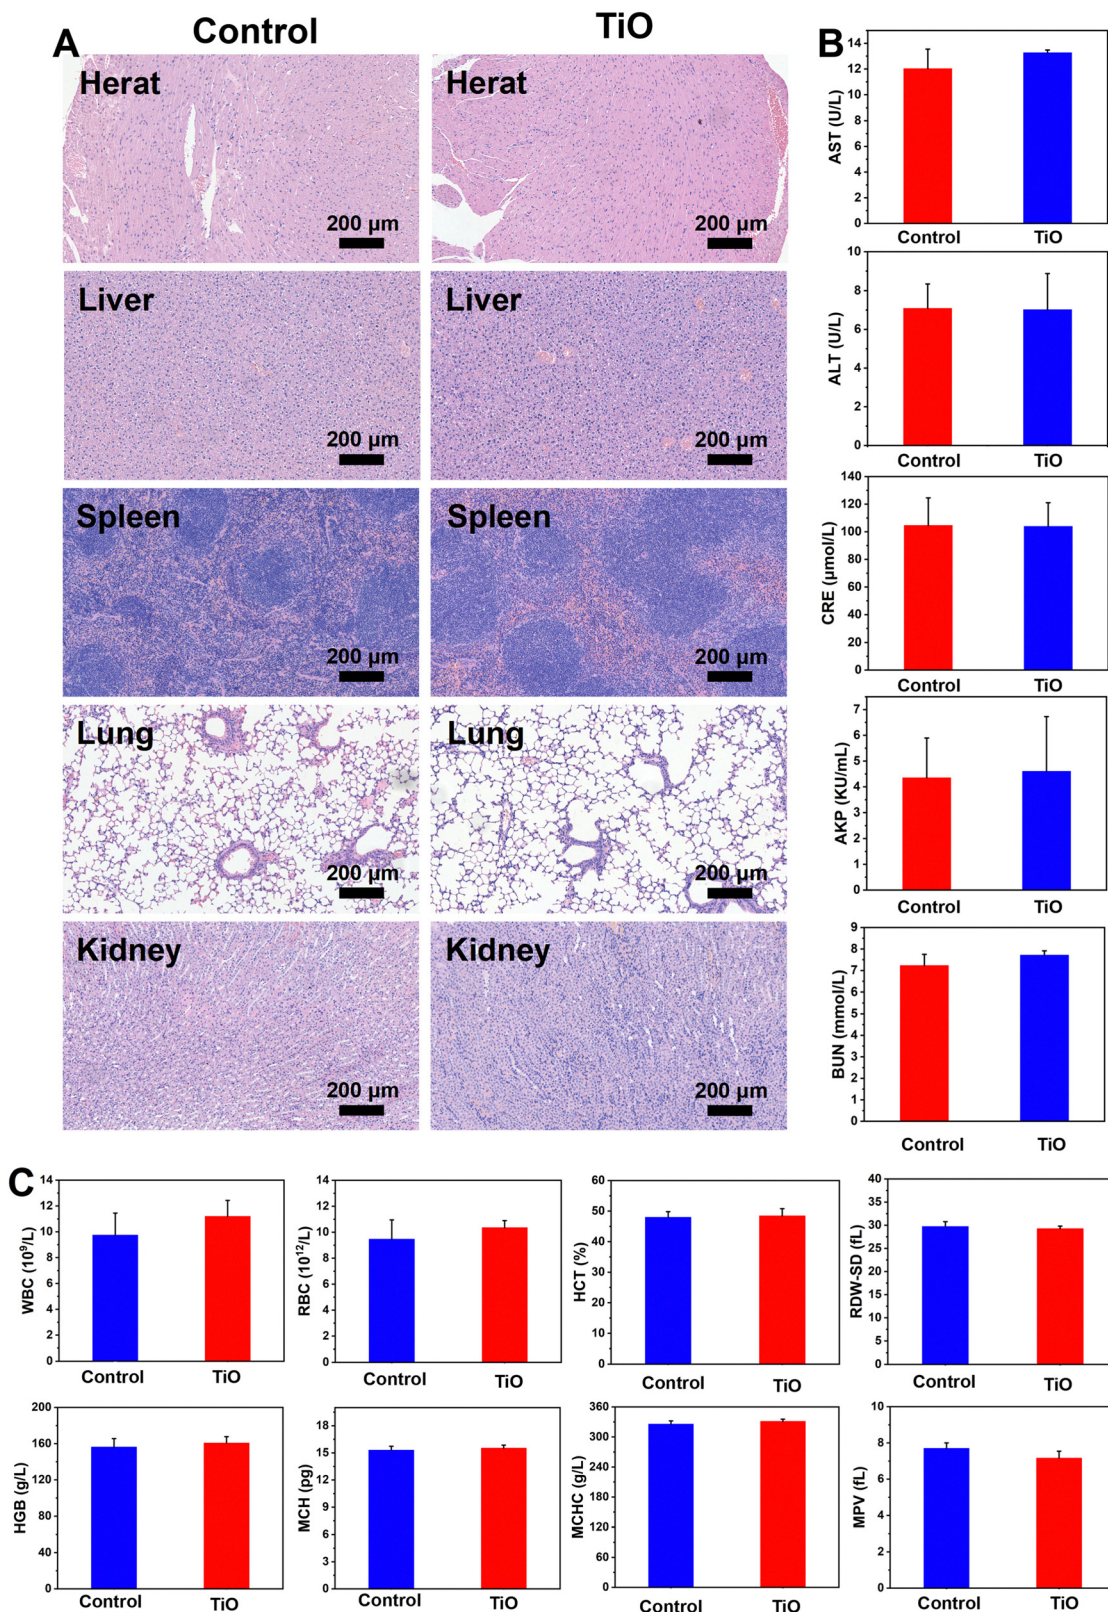 A
Control
TiO
Herat
200 µm
Herat
200 µm
Liver
200 µm
Liver
200 µm
Spleen
200 µm
Spleen
200 µm
Lung
200 µm
Lung
200 µm
Kidney
200 µm
Kidney
200 µm
B
AST (U/L)
14
12
10
8
6
4
2
0
Control
TiO
ALT (U/L)
10
8
6
4
2
0
Control
TiO
CRE (µmol/L)
140
120
100
80
60
40
20
0
Control
TiO
AKP (KU/mL)
7
6
5
4
3
2
1
0
Control
TiO
BUN (mmol/L)
9
8
7
6
5
4
3
2
1
0
Control
TiO
C
WBC (10⁹/L)
14
12
10
8
6
4
2
0
Control
TiO
RBC (10¹²/L)
14
12
10
8
6
4
2
0
Control
TiO
HCT (%)
60
50
40
30
20
10
0
Control
TiO
RDW-SD (fL)
40
35
30
25
20
15
10
5
0
Control
TiO
HGB (g/L)
200
160
120
80
40
0
Control
TiO
MCH (pg)
18
15
12
9
6
3
0
Control
TiO
MCHC (g/L)
360
300
240
180
120
60
0
Control
TiO
MPV (fL)
10
8
6
4
2
0
Control
TiO